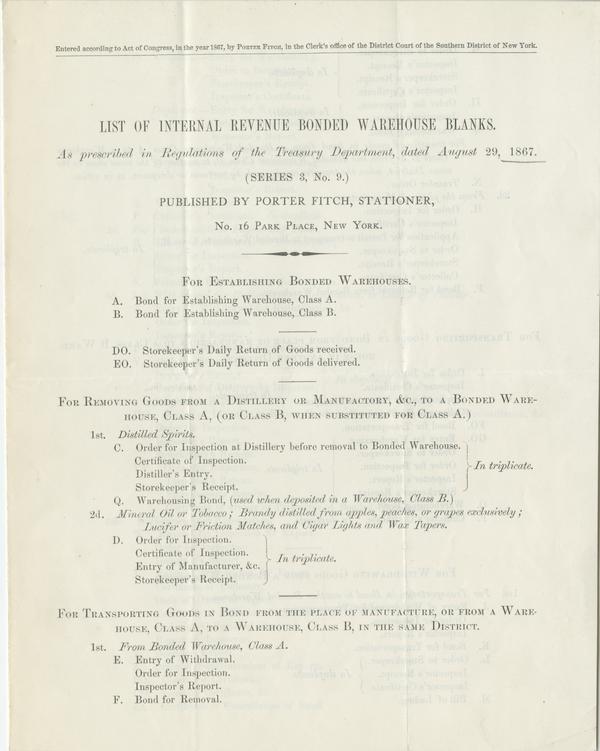 Entered according to Act of Congress, in the year 1867, by Porter Fitch, in the Clerk's office of the District Court of the Southern District of New York.
LIST OF INTERNAL REVENUE BONDED WAREHOUSE BLANKS.
As prescribed in Regulations of the Treasury Department, dated August 29, 1867.
(SERIES 3, No. 9.)
PUBLISHED BY PORTER FITCH, STATIONER,
No. 16 Park Place, New York.
For Establishing Bonded Warehouses.
A. Bond for Establishing Warehouse, Class A.
B. Bond for Establishing Warehouse, Class B.
DO. Storekeeper's Daily Return of Goods received.
EO. Storekeeper's Daily Return of Goods delivered.
For Removing Goods from a Distillery or Manufactory, &c., to a Bonded Ware-
house, Class A, (or Class B, when substituted for Class A.)
1st. Distilled Spirits.
C. Order for Inspection at Distillery before removal to Bonded Warehouse.
Certificate of Inspection.
Distiller's Entry.
Storekeeper's Receipt.
In triplicate.
Q. Warehousing Bond, (used when deposited in a Warehouse, Class B.)
2d. Mineral Oil or Tobacco; Brandy distilled from apples, peaches, or grapes exclusively;
Lucifer or Friction Matches, and Cigar Lights and Wax Tapers.
D. Order for Inspection.
Certificate of Inspection.
Entry of Manufacturer, &c.
Storekeeper's Receipt.
In triplicate.
For Transporting Goods in Bond from the place of manufacture, or from a Ware-
house, Class A, to a Warehouse, Class B, in the same District.
1st. From Bonded Warehouse, Class A.
E. Entry of Withdrawal.
Order for Inspection.
Inspector's Report.
F. Bond for Removal.